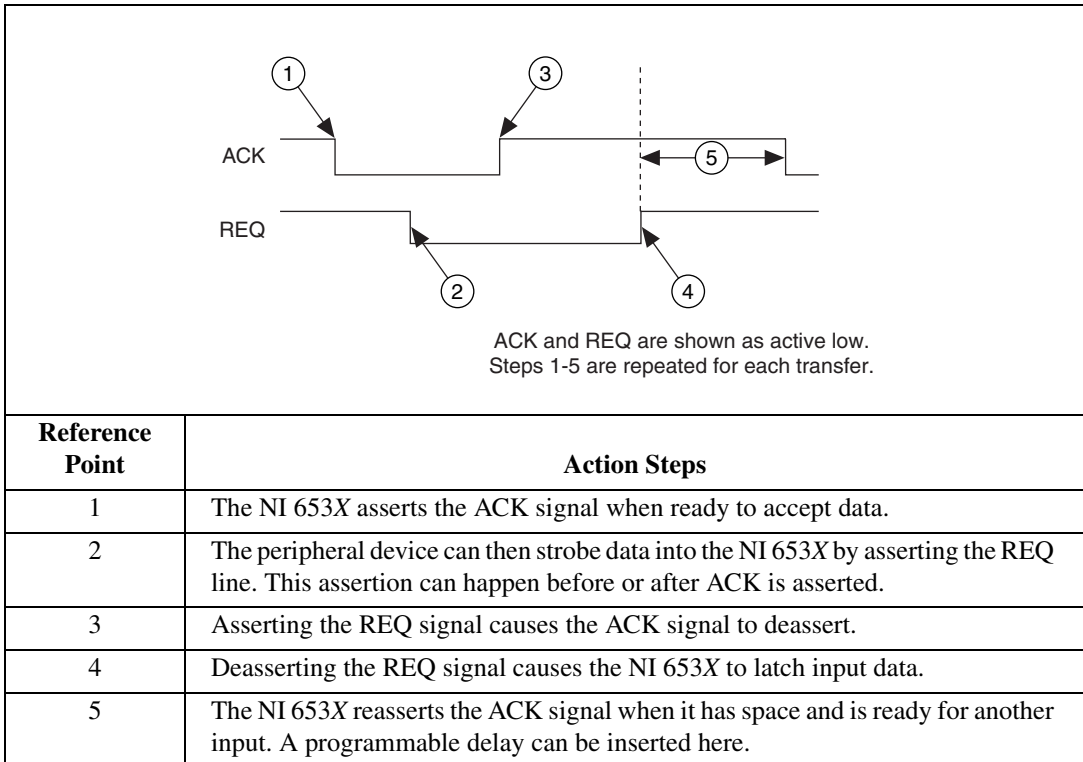 1
3
ACK
5
REQ
2
4
ACK and REQ are shown as active low.
Steps 1-5 are repeated for each transfer.
Reference
Point
Action Steps
1
The NI 653X asserts the ACK signal when ready to accept data.
2
The peripheral device can then strobe data into the NI 653X by asserting the REQ
line. This assertion can happen before or after ACK is asserted.
3
Asserting the REQ signal causes the ACK signal to deassert.
4
Deasserting the REQ signal causes the NI 653X to latch input data.
5
The NI 653X reasserts the ACK signal when it has space and is ready for another
input. A programmable delay can be inserted here.